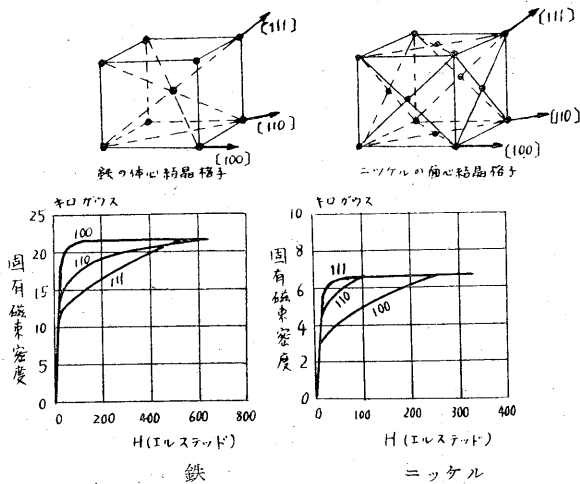 [111]
[110]
[100]
鉄の体心結晶格子
[111]
[110]
[100]
ニッケルの面心結晶格子
キロガウス
25
20
15
10
5
0
固有磁束密度
100
110
111
0 200 400 600 800
H(エルステッド)
鉄
キロガウス
10
8
6
4
2
0
固有磁束密度
111
110
100
0 100 200 300 400
H(エルステッド)
ニッケル